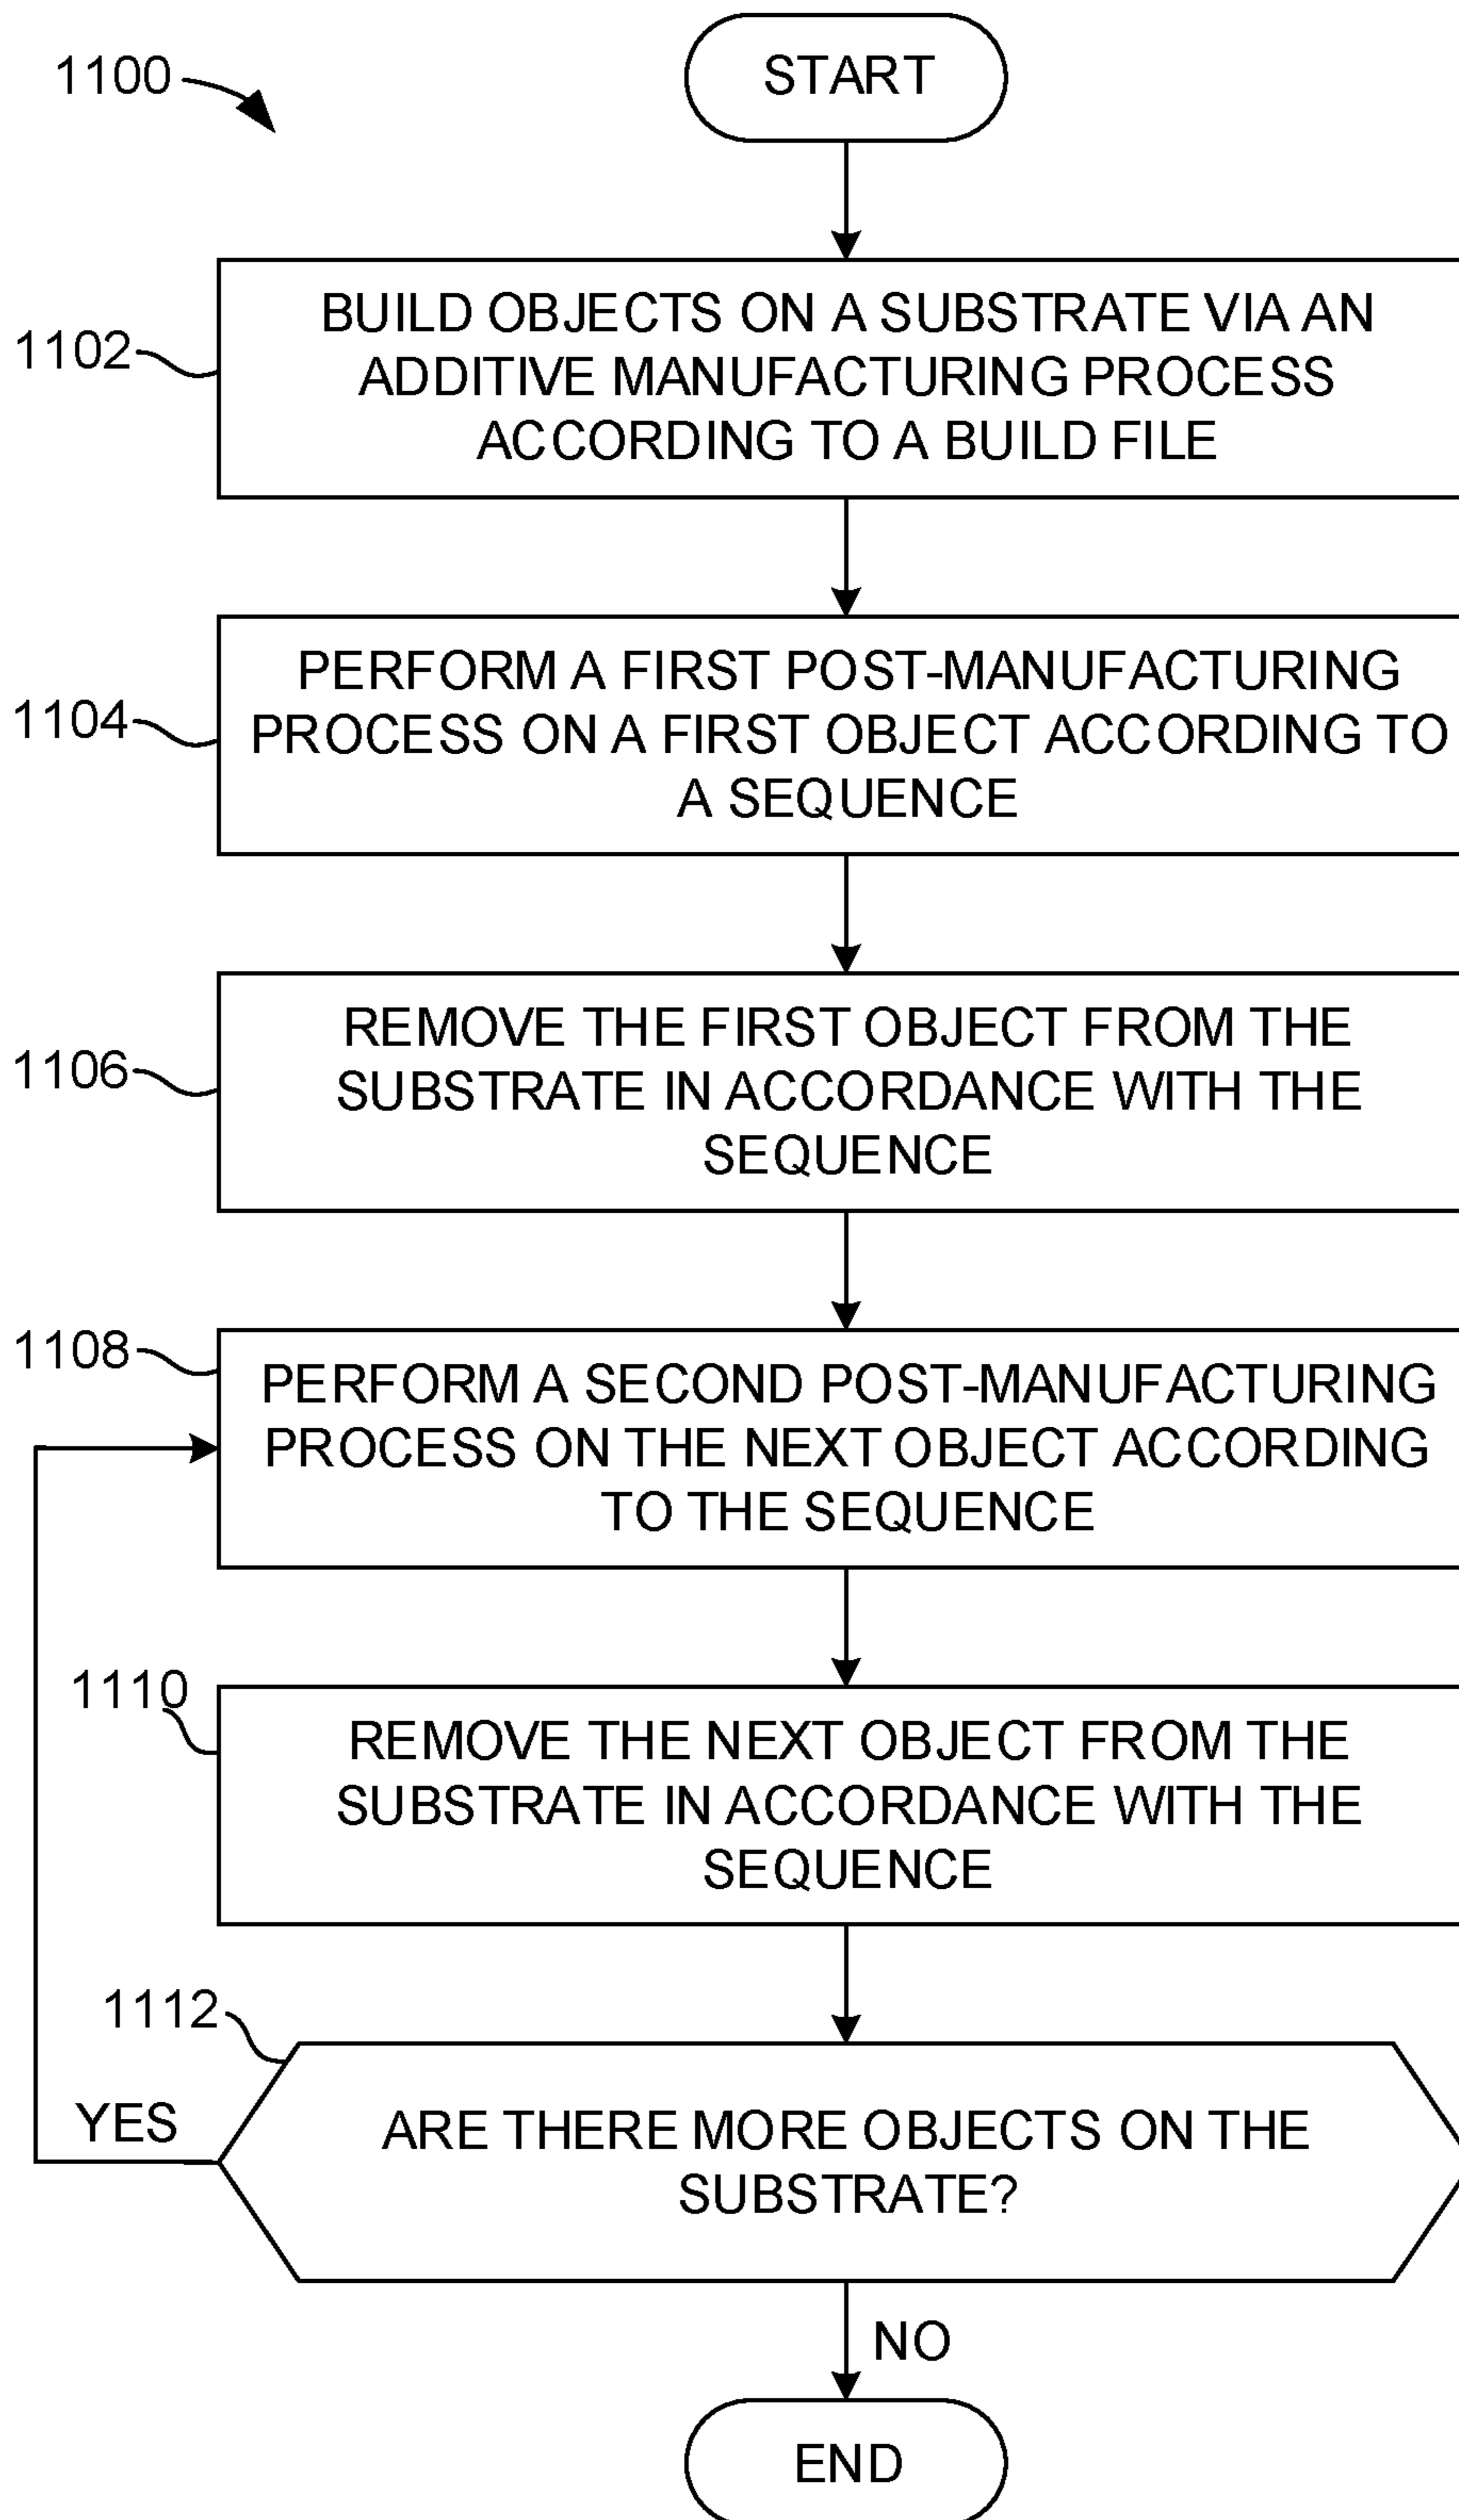 1100
START
1102
BUILD OBJECTS ON A SUBSTRATE VIA AN
ADDITIVE MANUFACTURING PROCESS
ACCORDING TO A BUILD FILE
1104
PERFORM A FIRST POST-MANUFACTURING
PROCESS ON A FIRST OBJECT ACCORDING TO
A SEQUENCE
1106
REMOVE THE FIRST OBJECT FROM THE
SUBSTRATE IN ACCORDANCE WITH THE
SEQUENCE
1108
PERFORM A SECOND POST-MANUFACTURING
PROCESS ON THE NEXT OBJECT ACCORDING
TO THE SEQUENCE
1110
REMOVE THE NEXT OBJECT FROM THE
SUBSTRATE IN ACCORDANCE WITH THE
SEQUENCE
1112
ARE THERE MORE OBJECTS ON THE
SUBSTRATE?
YES
NO
END